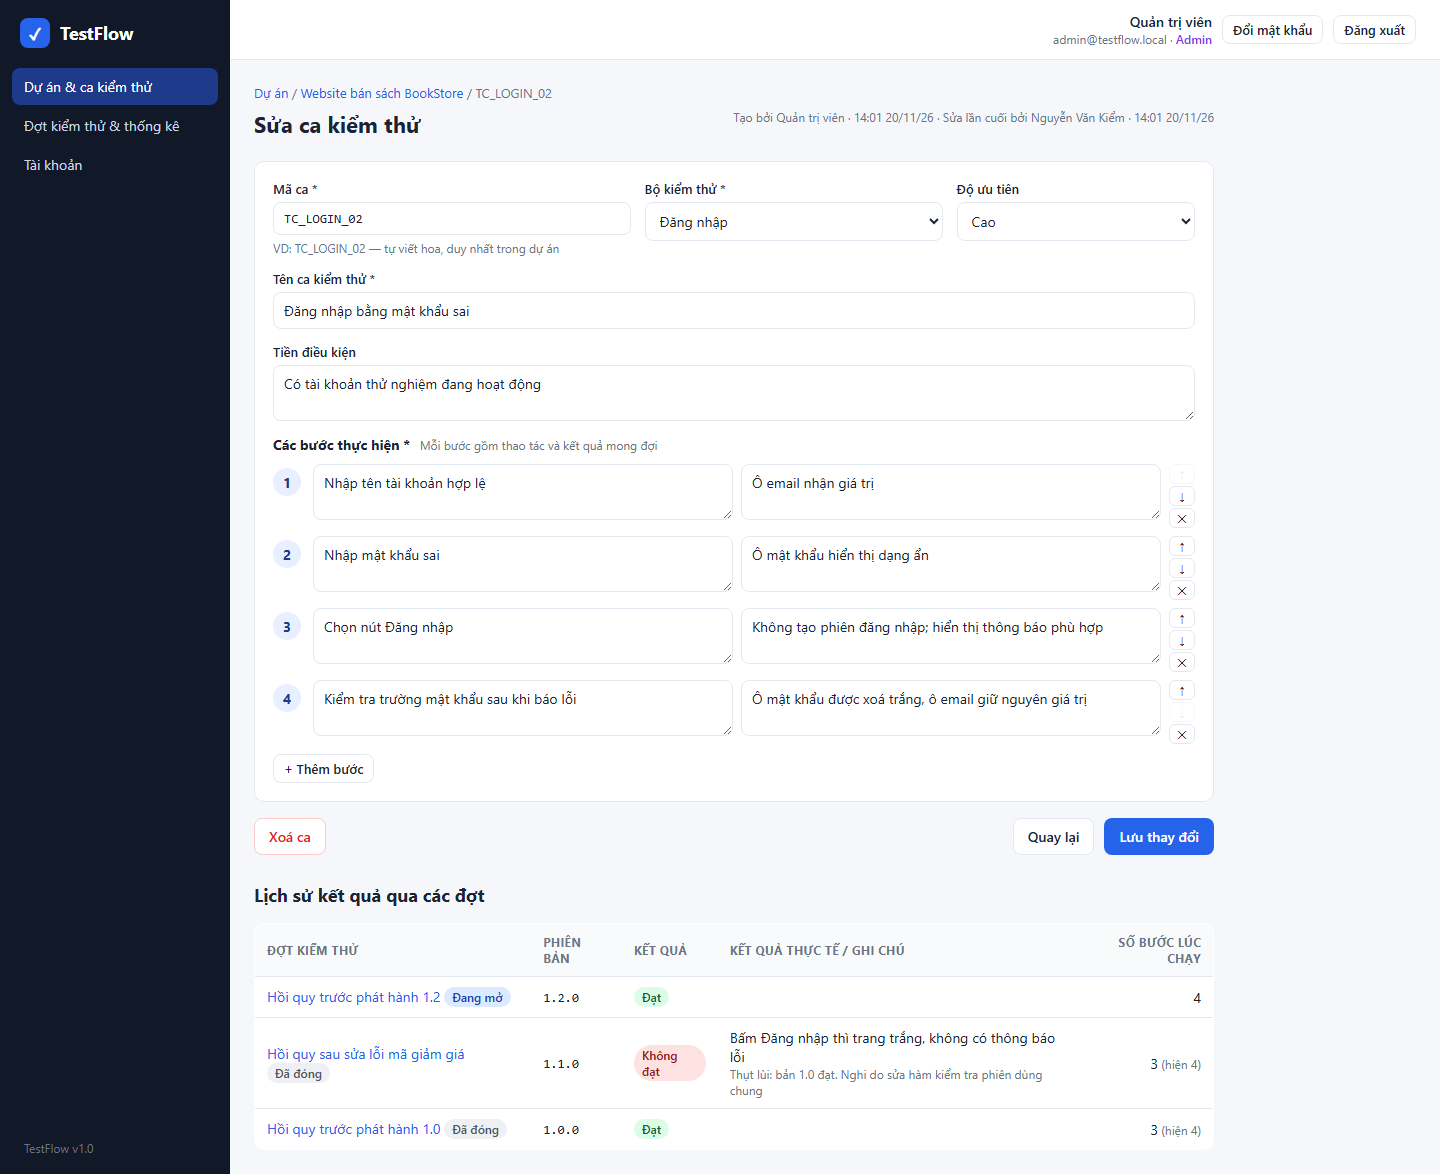 TestFlow
Dự án & ca kiểm thử
Đợt kiểm thử & thống kê
Tài khoản
TestFlow v1.0
Quản trị viên
admin@testflow.local · Admin
Đổi mật khẩu
Đăng xuất
Dự án / Website bán sách BookStore / TC_LOGIN_02
Sửa ca kiểm thử
Tạo bởi Quản trị viên · 14:01 20/11/26 · Sửa lần cuối bởi Nguyễn Văn Kiểm · 14:01 20/11/26
Mã ca *
Bộ kiểm thử *
Độ ưu tiên
TC_LOGIN_02
Đăng nhập
Cao
VD: TC_LOGIN_02 — tự viết hoa, duy nhất trong dự án
Tên ca kiểm thử *
Đăng nhập bằng mật khẩu sai
Tiền điều kiện
Có tài khoản thử nghiệm đang hoạt động
Các bước thực hiện * Mỗi bước gồm thao tác và kết quả mong đợi
1 Nhập tên tài khoản hợp lệ
Ô email nhận giá trị
2 Nhập mật khẩu sai
Ô mật khẩu hiển thị dạng ẩn
3 Chọn nút Đăng nhập
Không tạo phiên đăng nhập; hiển thị thông báo phù hợp
4 Kiểm tra trường mật khẩu sau khi báo lỗi
Ô mật khẩu được xoá trắng, ô email giữ nguyên giá trị
+ Thêm bước
Xoá ca
Quay lại
Lưu thay đổi
Lịch sử kết quả qua các đợt
ĐỢT KIỂM THỬ
PHIÊN
BẢN
KẾT QUẢ
KẾT QUẢ THỰC TẾ / GHI CHÚ
SỐ BƯỚC LÚC
CHẠY
Hồi quy trước phát hành 1.2 Đang mở
1.2.0
Đạt
4
Hồi quy sau sửa lỗi mã giảm giá
Đã đóng
1.1.0
Không
đạt
Bấm Đăng nhập thì trang trắng, không có thông báo
lỗi
Thụt lùi: bản 1.0 đạt. Nghi do sửa hàm kiểm tra phiên dùng
chung
3 (hiện 4)
Hồi quy trước phát hành 1.0 Đã đóng
1.0.0
Đạt
3 (hiện 4)